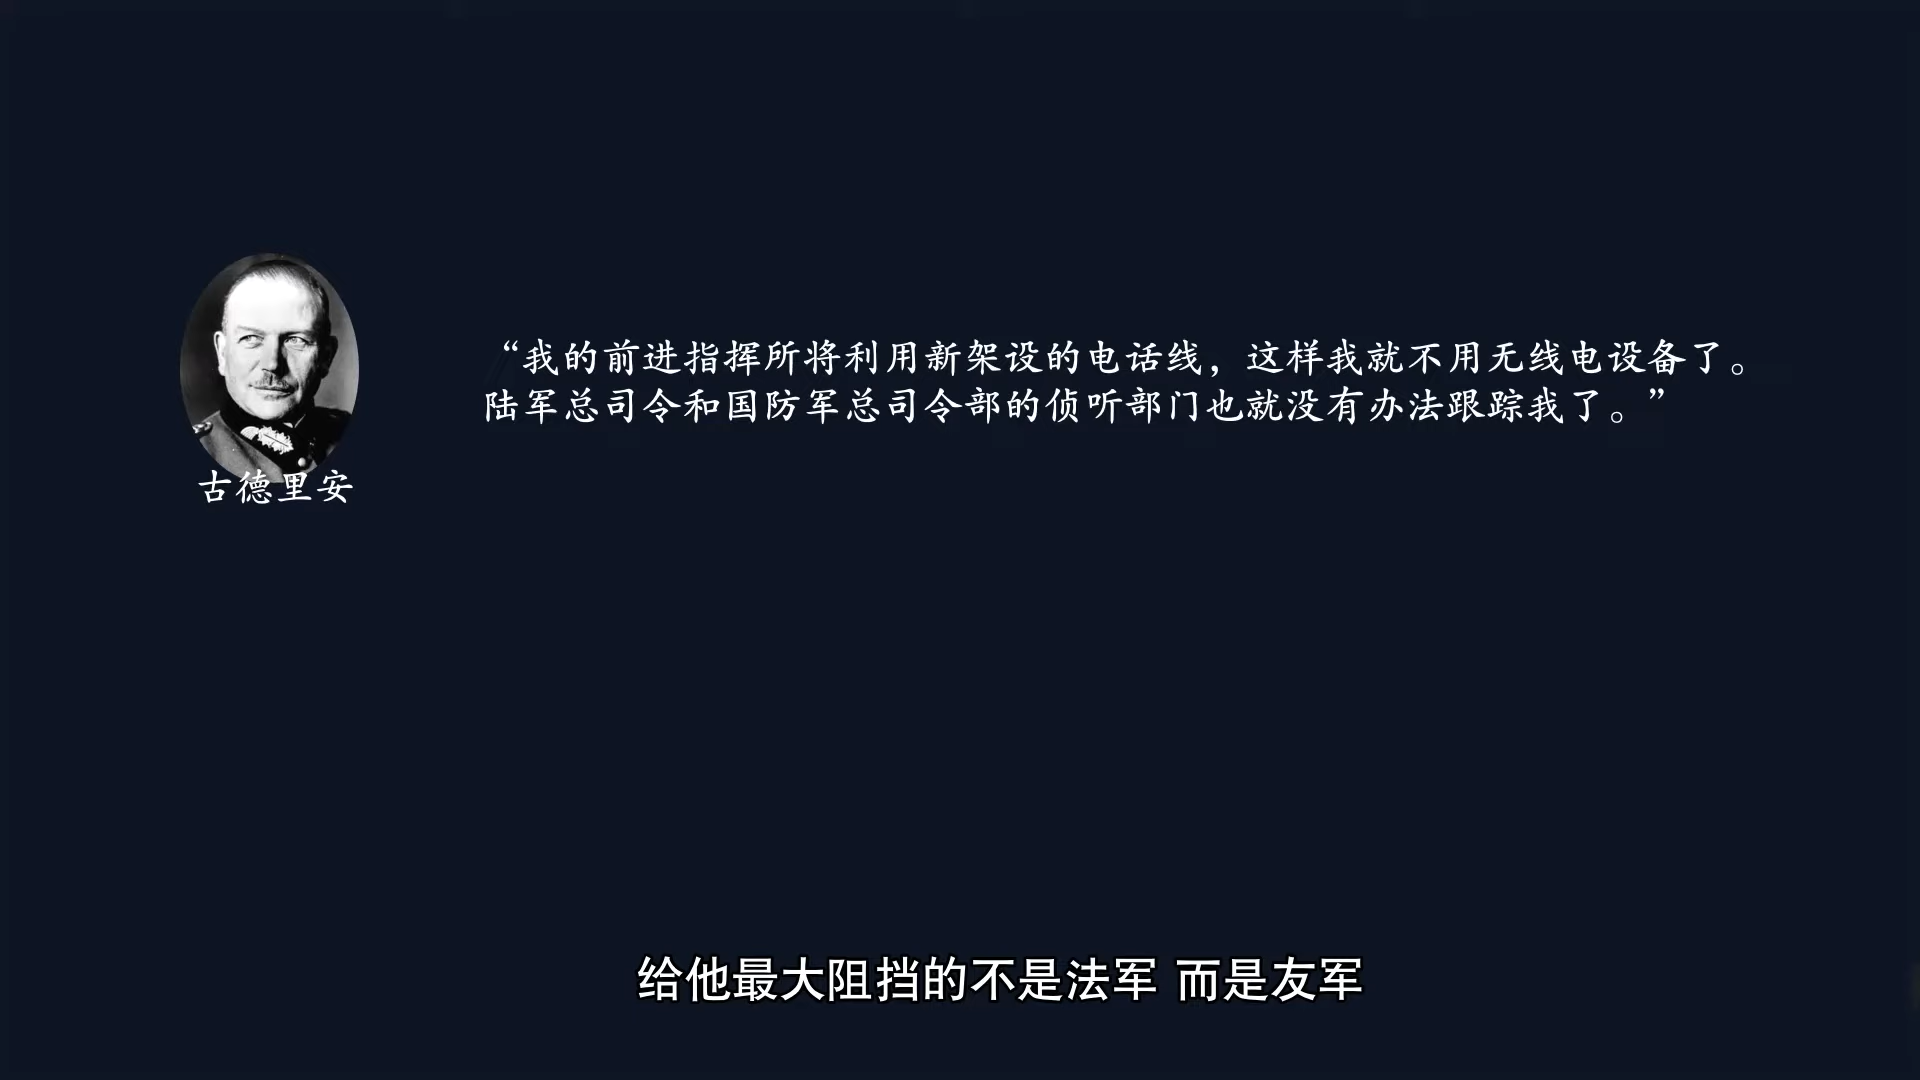 “我的前进指挥所将利用新架设的电话线，这样我就不用无线电设备了。
陆军总司令和国防军总司令部的侦听部门也就没有办法跟踪我了。”
古德里安
给他最大阻挡的不是法军 而是友军